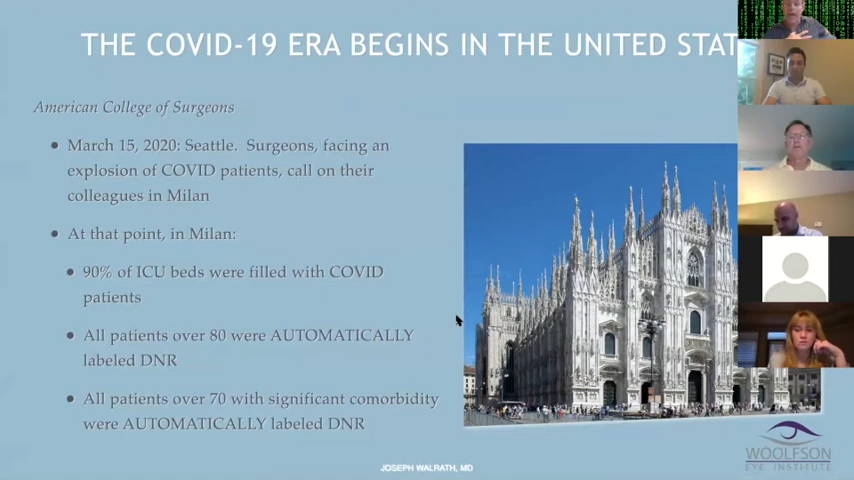 THE COVID-19 ERA BEGINS IN THE UNITED STAT
American College of Surgeons
• March 15, 2020: Seattle. Surgeons, facing an
explosion of COVID patients, call on their
colleagues in Milan
• At that point, in Milan:
• 90% of ICU beds were filled with COVID
patients
• All patients over 80 were AUTOMATICALLY
labeled DNR
• All patients over 70 with significant comorbidity
were AUTOMATICALLY labeled DNR
JOSEPH WALRATH, MD
WOOLFSON
EYE INSTITUTE